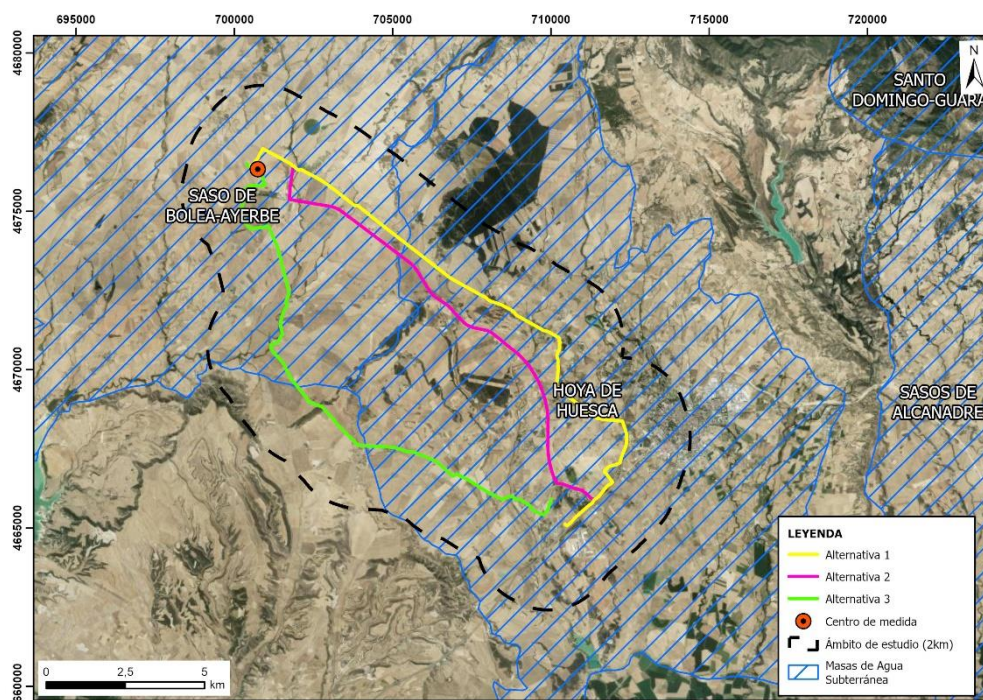 695000 700000 705000 710000 715000 720000
4680000
4675000
4670000
4665000
4660000
N
SANTO
DOMINGO-GUARA
SASO DE
BOLEA-AYERBE
HOYA DE
HUESCA
SASOS DE
ALCANADRE
LEYENDA
Alternativa 1
Alternativa 2
Alternativa 3
Centro de medida
Ámbito de estudio (2km)
Masas de Agua
Subterránea
0 2,5 5
km